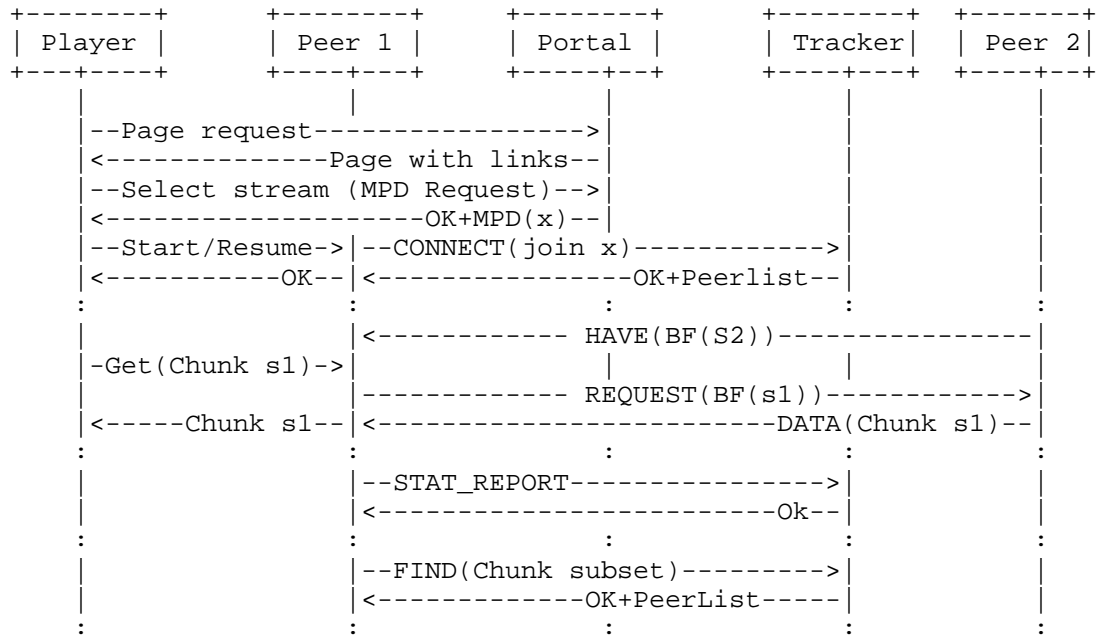 +--------+ +--------+ +--------+ +--------+ +-------+
| Player | | Peer 1 | | Portal | | Tracker| | Peer 2|
+---+----+ +----+---+ +-----+--+ +----+---+ +----+--+
| | | | |
|--Page request----------------->| | |
|<--------------Page with links--| | |
|--Select stream (MPD Request)-->| | |
|<--------------------OK+MPD(x)--| | |
|--Start/Resume->|--CONNECT(join x)------------>| |
|<-----------OK--|<----------------OK+Peerlist--| |
: : : : :
| |<------------ HAVE(BF(S2))----------------|
|-Get(Chunk s1)->| | | |
| |------------- REQUEST(BF(s1))------------>|
|<-----Chunk s1--|<-------------------------DATA(Chunk s1)--|
: : : : :
| |--STAT_REPORT---------------->| |
| |<-------------------------Ok--| |
: : : : :
| |--FIND(Chunk subset)--------->| |
| |<-------------OK+PeerList-----| |
: : : : :